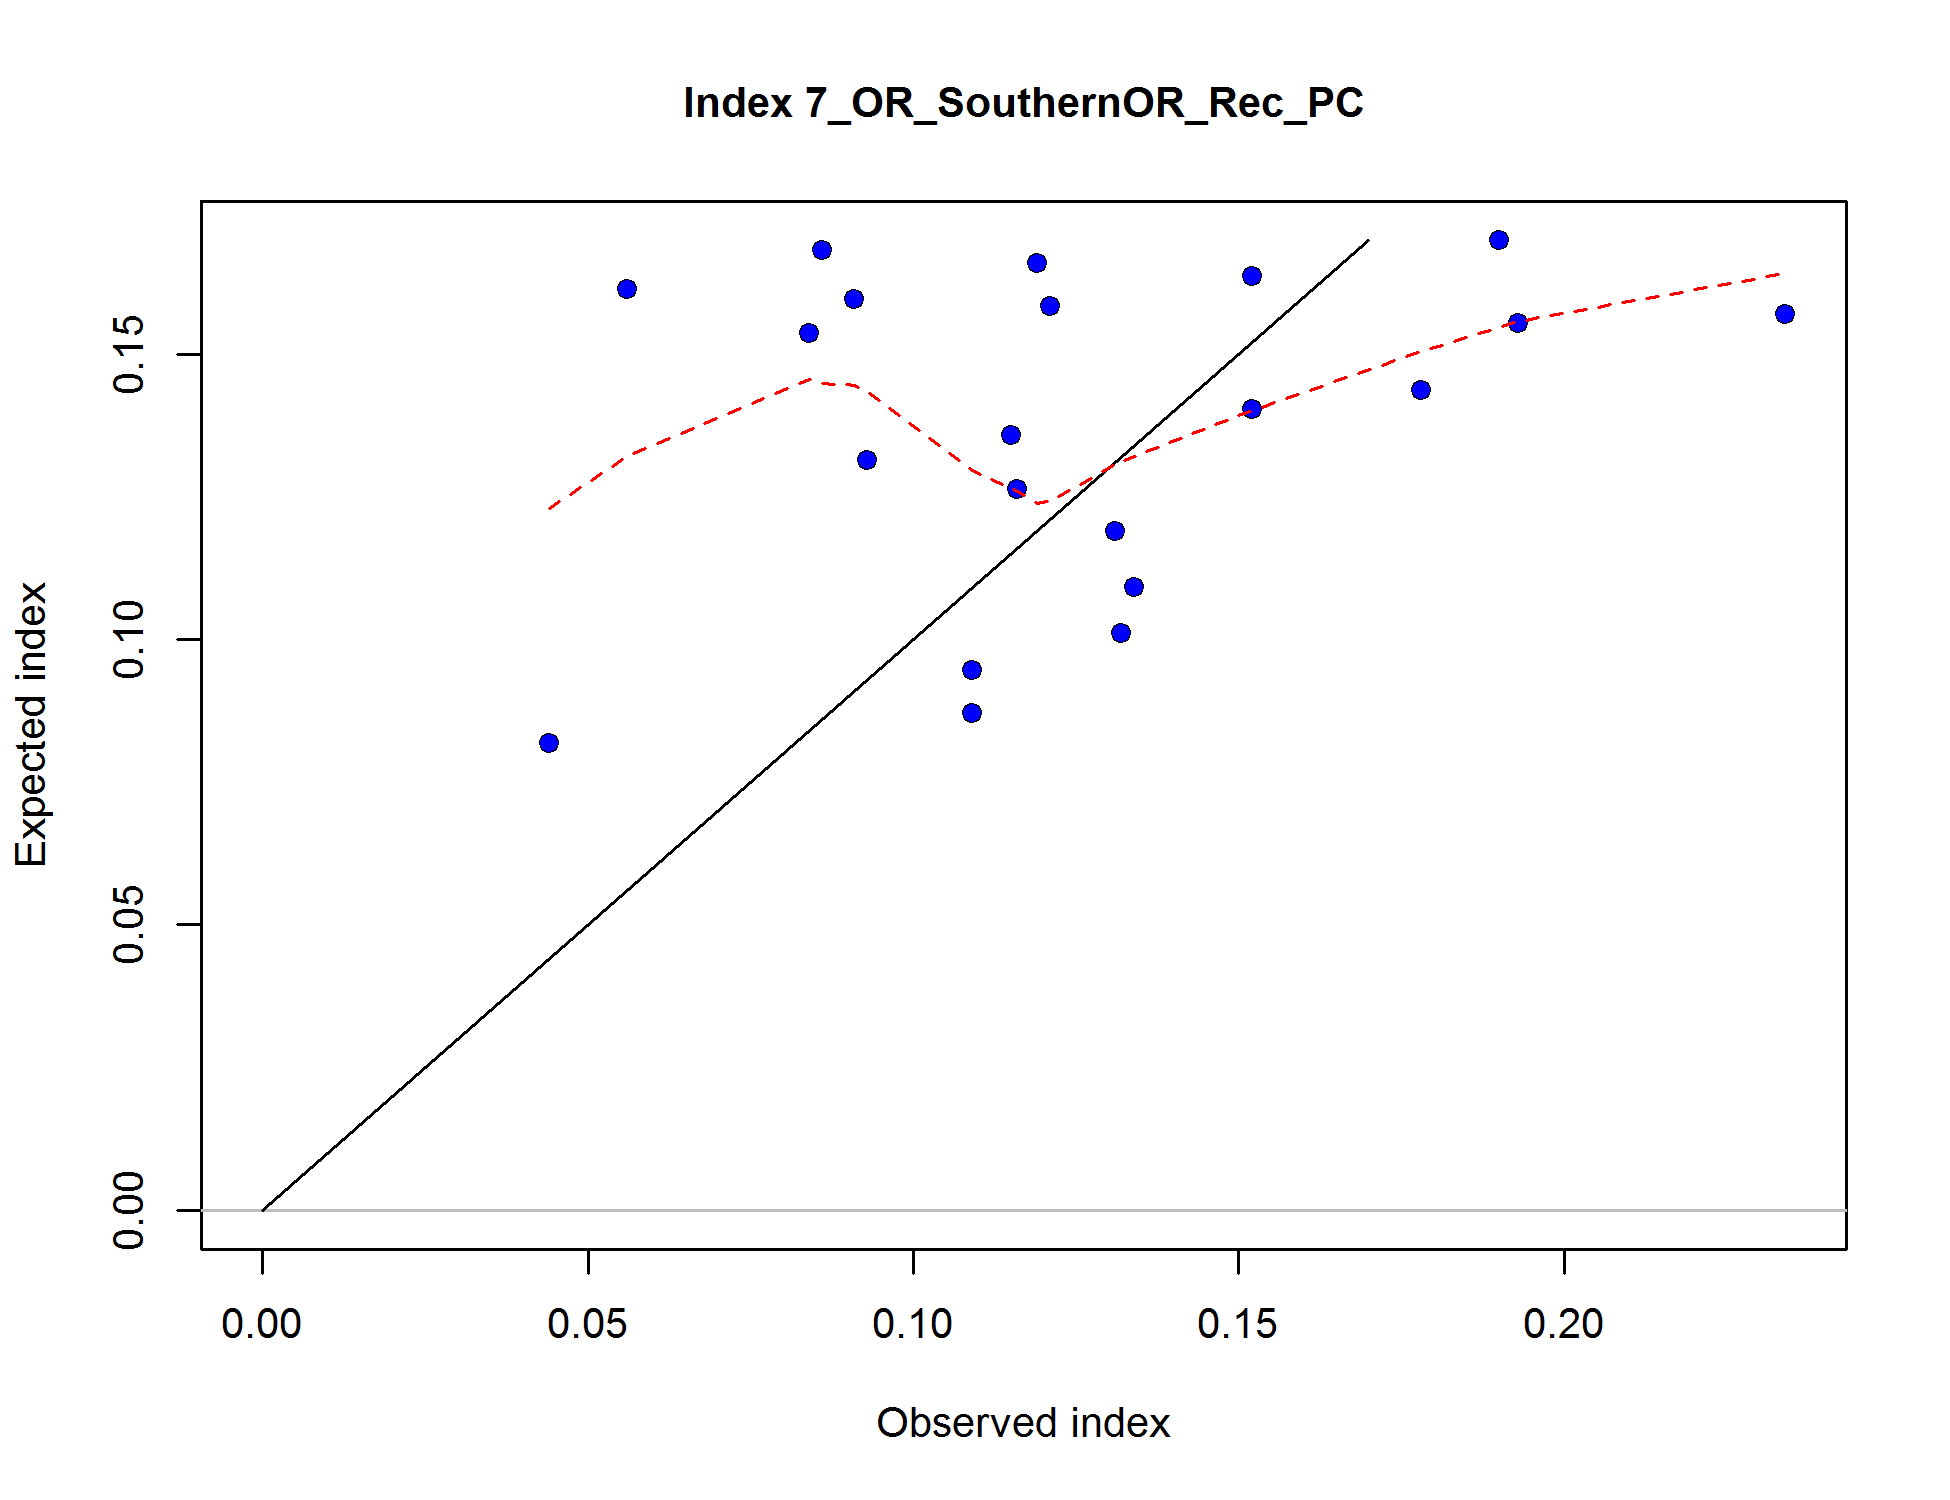 Index 7_OR_SouthernOR_Rec_PC
Expected index
0.15
0.10
0.05
0.00
0.00 0.05 0.10 0.15 0.20
Observed index